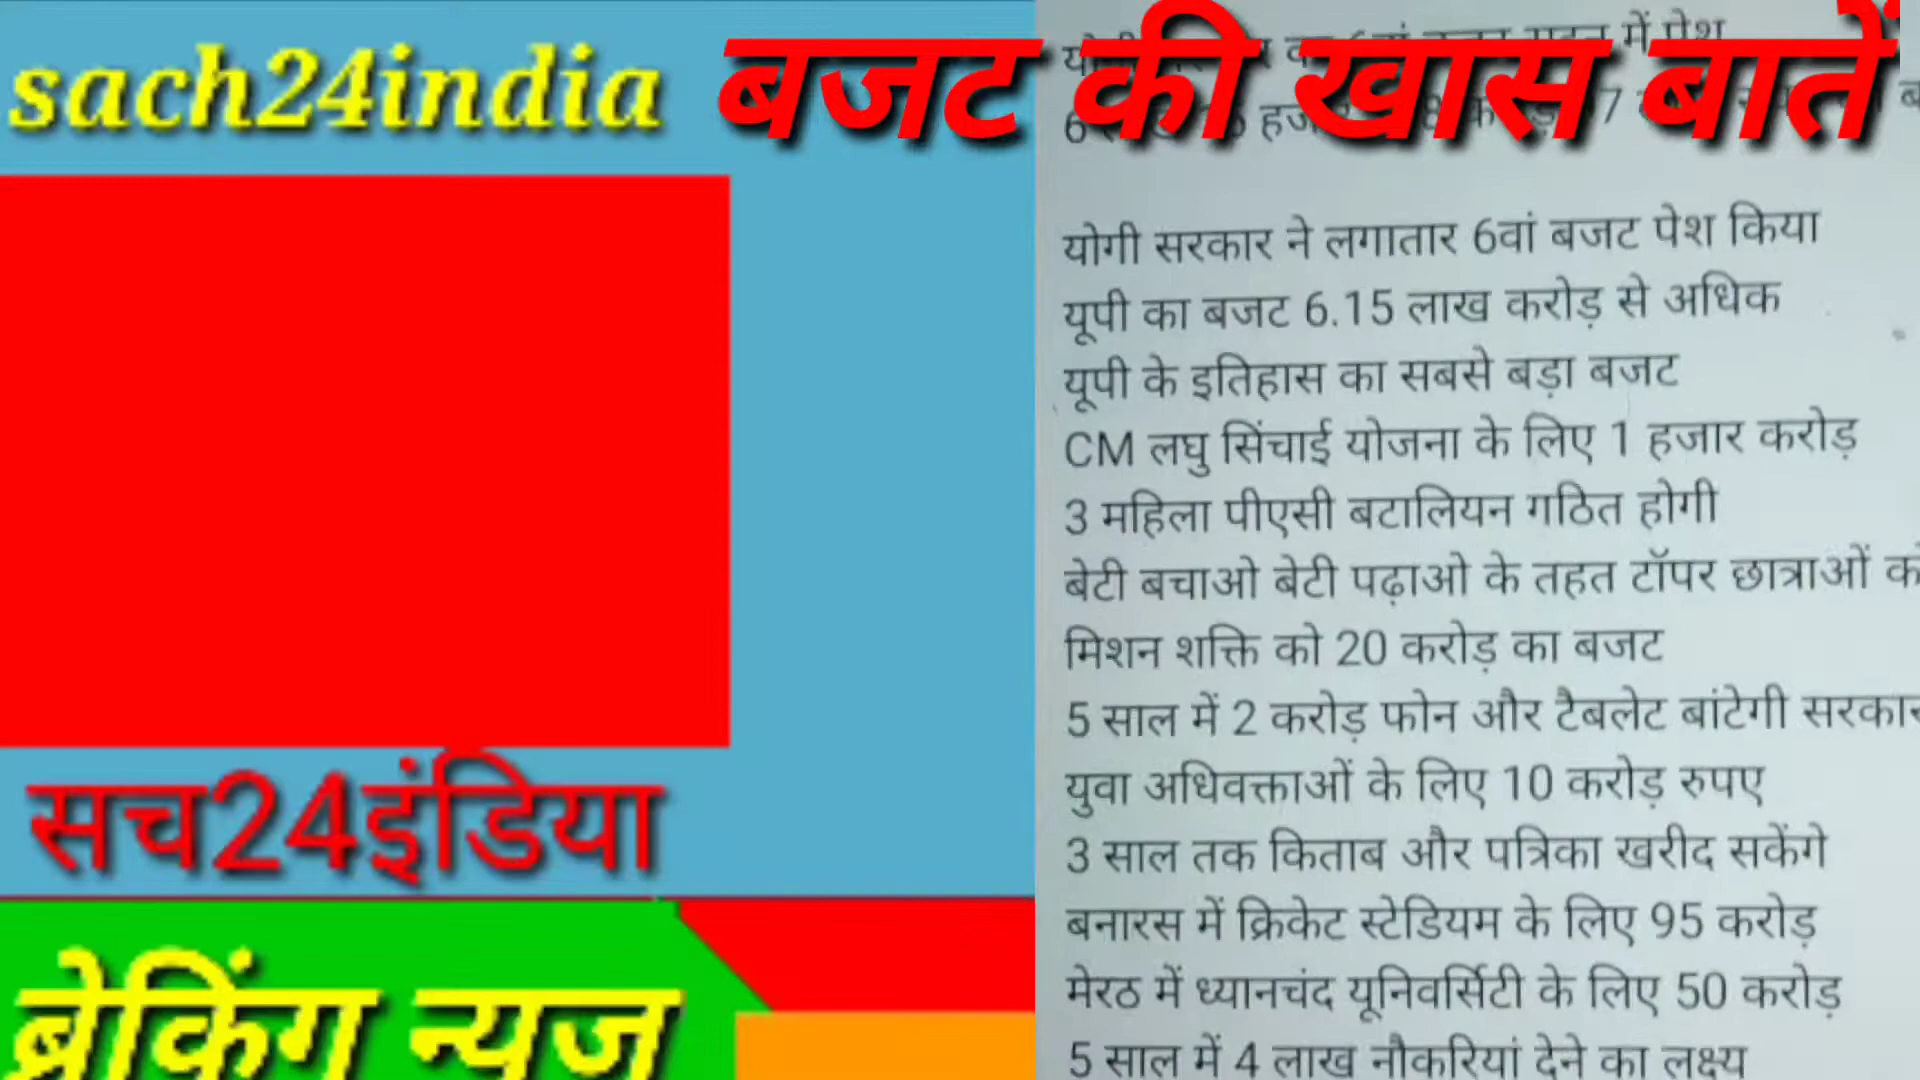 sach24india
बजट की खास बातें
में पेश
योगी सरकार ने लगातार 6वां बजट पेश किया
यूपी का बजट 6.15 लाख करोड़ से अधिक
यूपी के इतिहास का सबसे बड़ा बजट
CM लघु सिंचाई योजना के लिए 1 हजार करोड़
3 महिला पीएसी बटालियन गठित होगी
बेटी बचाओ बेटी पढ़ाओ के तहत टॉपर छात्राओं
मिशन शक्ति को 20 करोड़ का बजट
5 साल में 2 करोड़ फोन और टैबलेट बांटेगी सरकार
युवा अधिवक्ताओं के लिए 10 करोड़ रुपए
3 साल तक किताब और पत्रिका खरीद सकेंगे
बनारस में क्रिकेट स्टेडियम के लिए 95 करोड़
मेरठ में ध्यानचंद यूनिवर्सिटी के लिए 50 करोड़
5 साल में 4 लाख नौकरियां देने का लक्ष्य
सच24इंडिया
ब्रेकिंग न्यूज